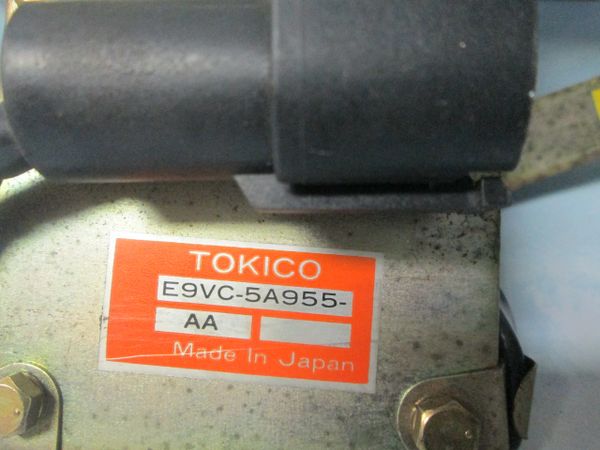 TOKICO
E9VC-5A955-
AA
Made In Japan